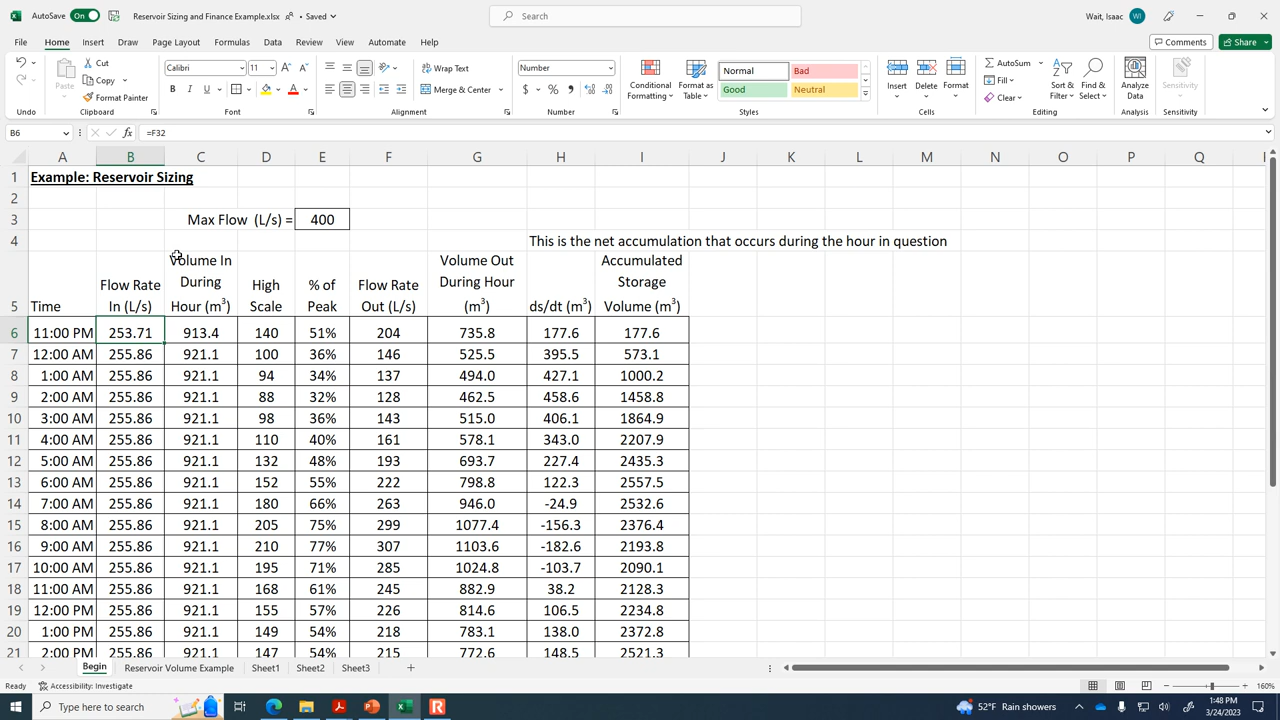 AutoSave On Reservoir Sizing and Finance Example.xlsx • Saved Search Wait, Isaac WI
File Home Insert Draw Page Layout Formulas Data Review View Automate Help Comments Share
Undo
Paste Cut Copy Format Painter Clipboard
Calibri 11 B I U A Font
Wrap Text Merge & Center Alignment
Number $ % Number
Conditional Formatting Format as Table Normal Bad Good Neutral Styles
Insert Delete Format Cells
AutoSum Fill Clear Sort & Filter Find & Select Editing
Analyze Data Analysis
Sensitivity Sensitivity
B6 fx =F32
A B C D E F G H I J K L M N O P Q R
1 Example: Reservoir Sizing
2
3 Max Flow (L/s) = 400
4 This is the net accumulation that occurs during the hour in question
5 Time Flow Rate In (L/s) Volume In During Hour (m³) High Scale % of Peak Flow Rate Out (L/s) Volume Out During Hour (m³) ds/dt (m³) Accumulated Storage Volume (m³)
6 11:00 PM 253.71 913.4 140 51% 204 735.8 177.6 177.6
7 12:00 AM 255.86 921.1 100 36% 146 525.5 395.5 573.1
8 1:00 AM 255.86 921.1 94 34% 137 494.0 427.1 1000.2
9 2:00 AM 255.86 921.1 88 32% 128 462.5 458.6 1458.8
10 3:00 AM 255.86 921.1 98 36% 143 515.0 406.1 1864.9
11 4:00 AM 255.86 921.1 110 40% 161 578.1 343.0 2207.9
12 5:00 AM 255.86 921.1 132 48% 193 693.7 227.4 2435.3
13 6:00 AM 255.86 921.1 152 55% 222 798.8 122.3 2557.5
14 7:00 AM 255.86 921.1 180 66% 263 946.0 -24.9 2532.6
15 8:00 AM 255.86 921.1 205 75% 299 1077.4 -156.3 2376.4
16 9:00 AM 255.86 921.1 210 77% 307 1103.6 -182.6 2193.8
17 10:00 AM 255.86 921.1 195 71% 285 1024.8 -103.7 2090.1
18 11:00 AM 255.86 921.1 168 61% 245 882.9 38.2 2128.3
19 12:00 PM 255.86 921.1 155 57% 226 814.6 106.5 2234.8
20 1:00 PM 255.86 921.1 149 54% 218 783.1 138.0 2372.8
21 2:00 PM 255.86 921.1 147 54% 215 772.6 148.5 2521.3
Begin Reservoir Volume Example Sheet1 Sheet2 Sheet3
Ready Accessibility: Investigate 160%
Type here to search 52°F Rain showers 1:48 PM
3/24/2023